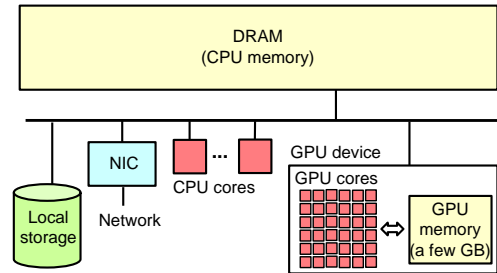 DRAM
(CPU memory)
NIC
...
CPU cores
GPU device
GPU cores
Local
storage
Network
GPU
memory
(a few GB)